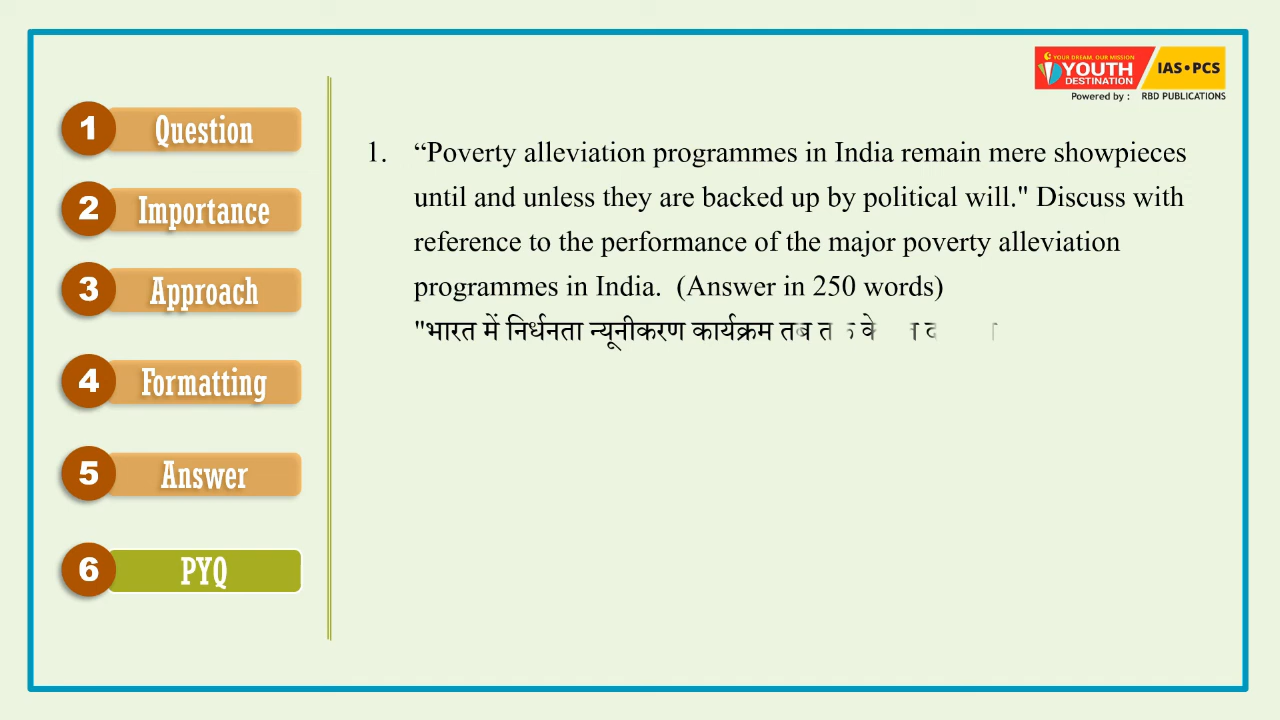 YOUR DREAM, OUR MISSION
YOUTH
DESTINATION
IAS•PCS
Powered by : RBD PUBLICATIONS
1 Question
2 Importance
3 Approach
4 Formatting
5 Answer
6 PYQ
1. “Poverty alleviation programmes in India remain mere showpieces
until and unless they are backed up by political will." Discuss with
reference to the performance of the major poverty alleviation
programmes in India. (Answer in 250 words)
"भारत में निर्धनता न्यूनीकरण कार्यक्रम तब